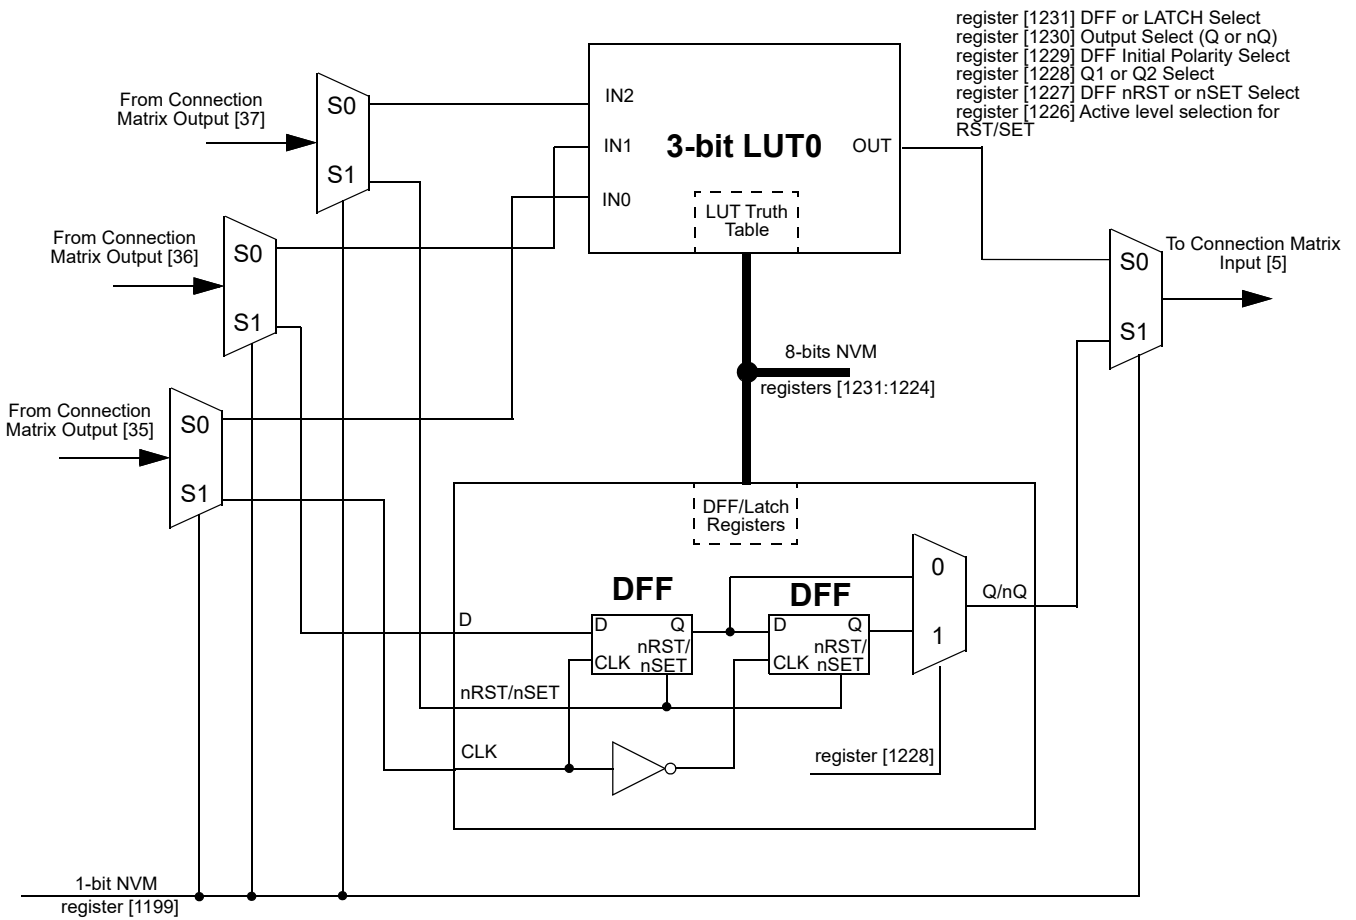 register [1231] DFF or LATCH Select
register [1230] Output Select (Q or nQ)
register [1229] DFF Initial Polarity Select
register [1228] Q1 or Q2 Select
register [1227] DFF nRST or nSET Select
register [1226] Active level selection for
RST/SET
From Connection
Matrix Output [37]
S0
S1
IN2
IN1
IN0
3-bit LUT0
OUT
LUT Truth
Table
From Connection
Matrix Output [36]
S0
S1
To Connection Matrix
Input [5]
S0
S1
8-bits NVM
registers [1231:1224]
From Connection
Matrix Output [35]
S0
S1
DFF/Latch
Registers
DFF
DFF
0
1
Q/nQ
D
D
Q
nRST/
nSET
CLK
D
Q
nRST/
nSET
CLK
nRST/nSET
CLK
register [1228]
1-bit NVM
register [1199]